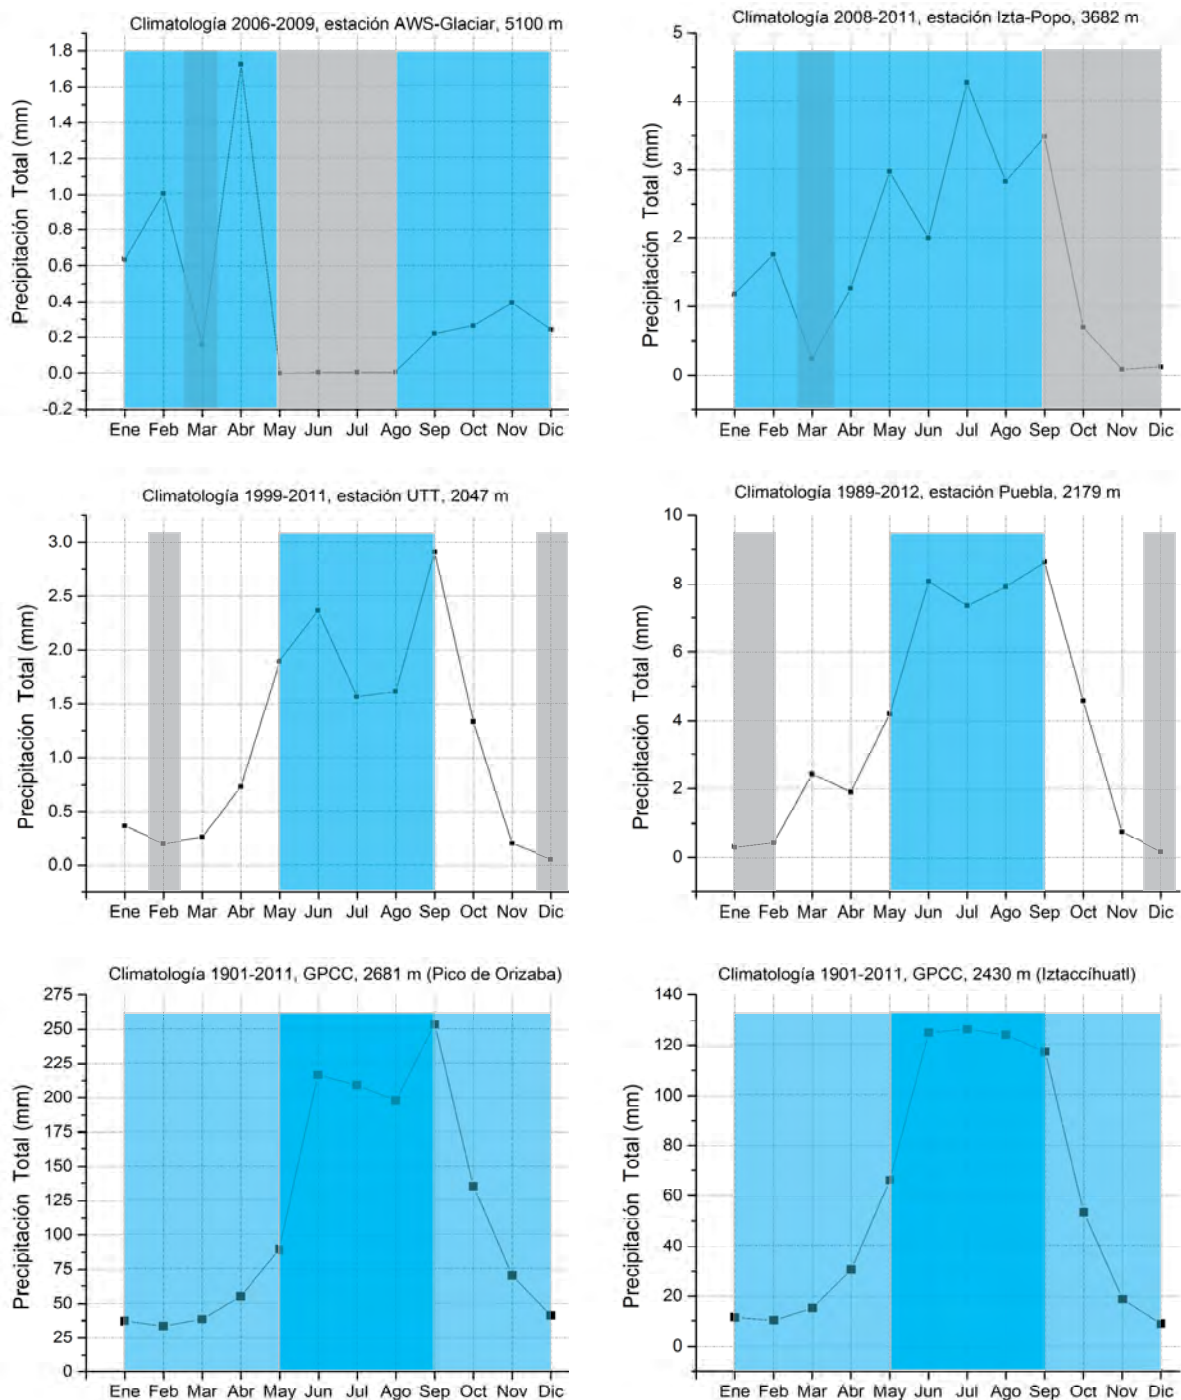 Climatología 2006-2009, estación AWS-Glaciar, 5100 m
Precipitación Total (mm)
1.8
1.6
1.4
1.2
1.0
0.8
0.6
0.4
0.2
0.0
-0.2
Ene Feb Mar Abr May Jun Jul Ago Sep Oct Nov Dic
Climatología 2008-2011, estación Izta-Popo, 3682 m
Precipitación Total (mm)
5
4
3
2
1
0
Ene Feb Mar Abr May Jun Jul Ago Sep Oct Nov Dic
Climatología 1999-2011, estación UTT, 2047 m
Precipitación Total (mm)
3.0
2.5
2.0
1.5
1.0
0.5
0.0
Ene Feb Mar Abr May Jun Jul Ago Sep Oct Nov Dic
Climatología 1989-2012, estación Puebla, 2179 m
Precipitación Total (mm)
10
8
6
4
2
0
Ene Feb Mar Abr May Jun Jul Ago Sep Oct Nov Dic
Climatología 1901-2011, GPCC, 2681 m (Pico de Orizaba)
Precipitación Total (mm)
275
250
225
200
175
150
125
100
75
50
25
0
Ene Feb Mar Abr May Jun Jul Ago Sep Oct Nov Dic
Climatología 1901-2011, GPCC, 2430 m (Iztaccíhuatl)
Precipitación Total (mm)
140
120
100
80
60
40
20
0
Ene Feb Mar Abr May Jun Jul Ago Sep Oct Nov Dic